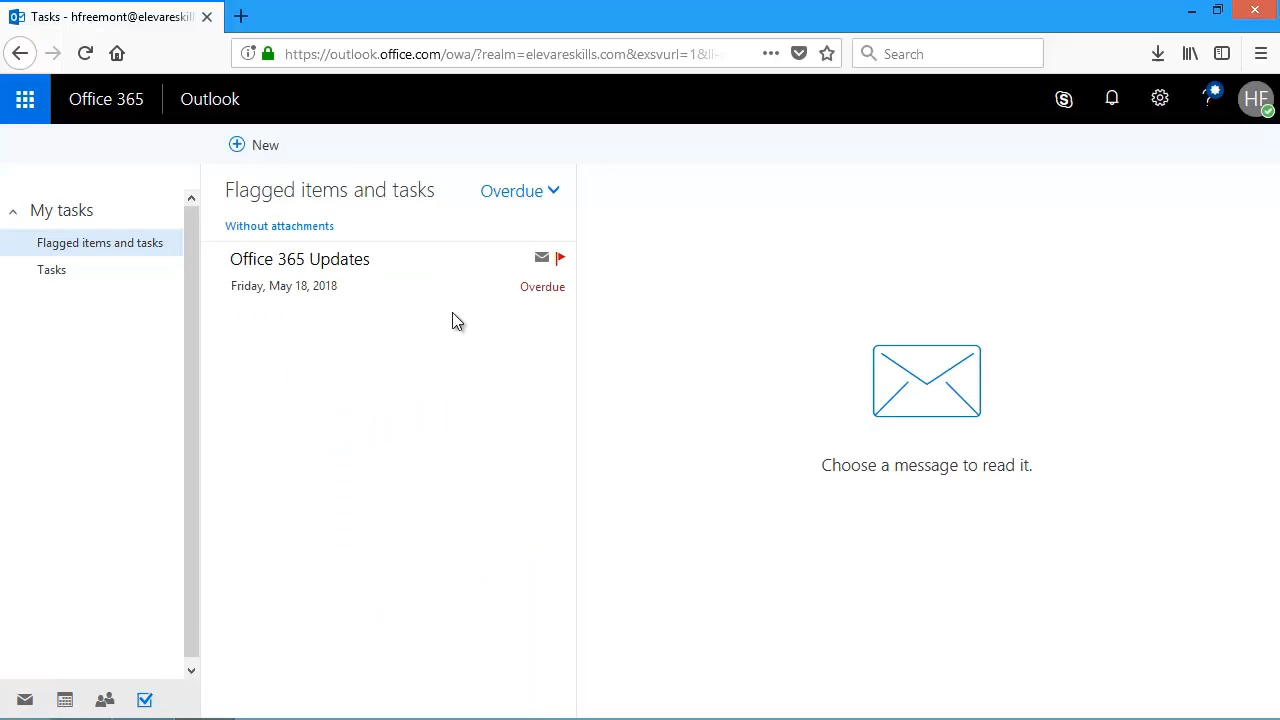 Tasks - hfreemont@elevareskill
https://outlook.office.com/owa/?realm=elevareskills.com&exsvurl=1&ll-
Search
Office 365
Outlook
HF
New
My tasks
Flagged items and tasks
Tasks
Flagged items and tasks
Overdue
Without attachments
Office 365 Updates
Friday, May 18, 2018
Overdue
Choose a message to read it.